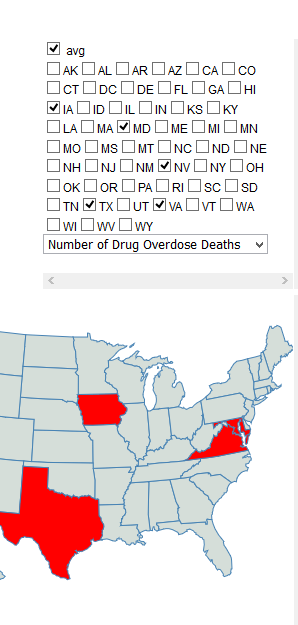 avg
AK AL AR AZ CA CO
CT DC DE FL GA HI
IA ID IL IN KS KY
LA MA MD ME MI MN
MO MS MT NC ND NE
NH NJ NM NV NY OH
OK OR PA RI SC SD
TN TX UT VA VT WA
WI WV WY
Number of Drug Overdose Deaths